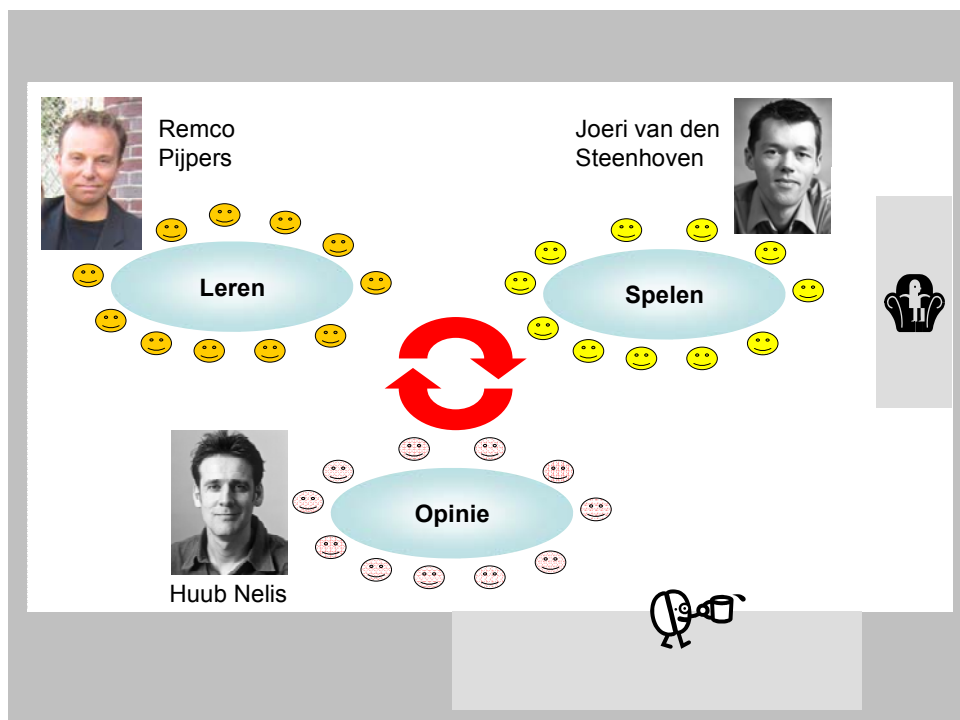 Remco
Pijpers
Joeri van den
Steenhoven
Leren
Spelen
Opinie
Huub Nelis